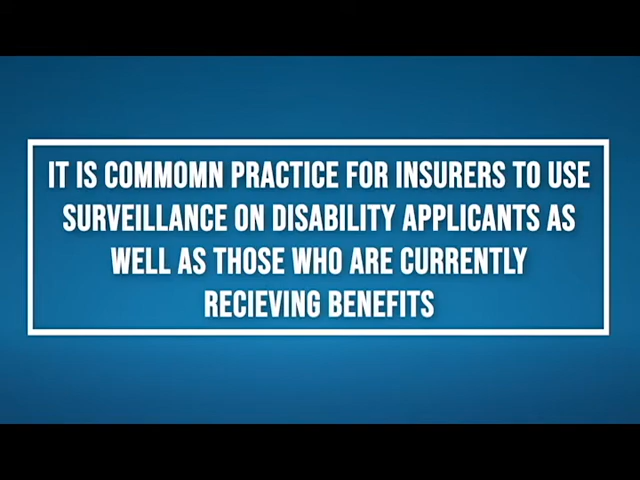 IT IS COMMOMN PRACTICE FOR INSURERS TO USE
SURVEILLANCE ON DISABILITY APPLICANTS AS
WELL AS THOSE WHO ARE CURRENTLY
RECIEVING BENEFITS